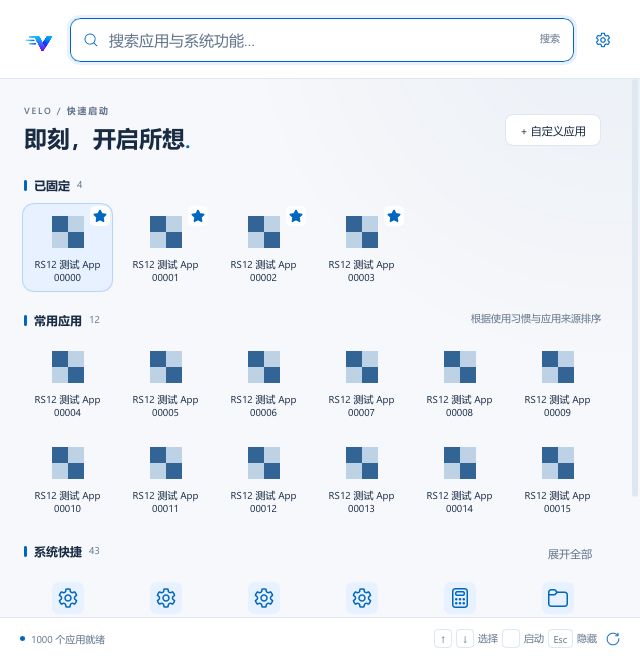 搜索应用与系统功能...
搜索
VELO / 快速启动
即刻，开启所想.
+ 自定义应用
已固定 4
RS12 测试 App 00000
RS12 测试 App 00001
RS12 测试 App 00002
RS12 测试 App 00003
常用应用 12
根据使用习惯与应用来源排序
RS12 测试 App 00004
RS12 测试 App 00005
RS12 测试 App 00006
RS12 测试 App 00007
RS12 测试 App 00008
RS12 测试 App 00009
RS12 测试 App 00010
RS12 测试 App 00011
RS12 测试 App 00012
RS12 测试 App 00013
RS12 测试 App 00014
RS12 测试 App 00015
系统快捷 43
展开全部
1000 个应用就绪
↑ ↓ 选择 启动 Esc 隐藏